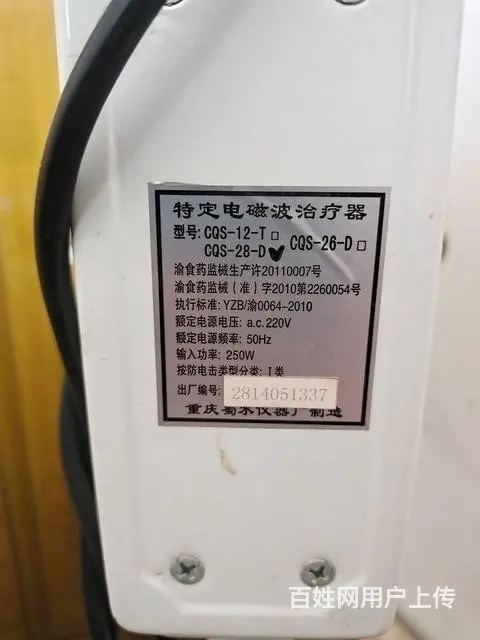 特定电磁波治疗器
型号: CQS-12-T□ CQS-26-D□
CQS-28-D☑
渝食药监械生产许20110007号
渝食药监械(准)字2010第2260054号
执行标准: YZB/渝0064-2010
额定电源电压: a.c.220V
额定电源频率: 50Hz
输入功率: 250W
按防电击类型分类: I类
出厂编号: 2814051337
重庆蜀水仪器厂制造
百姓网用户上传